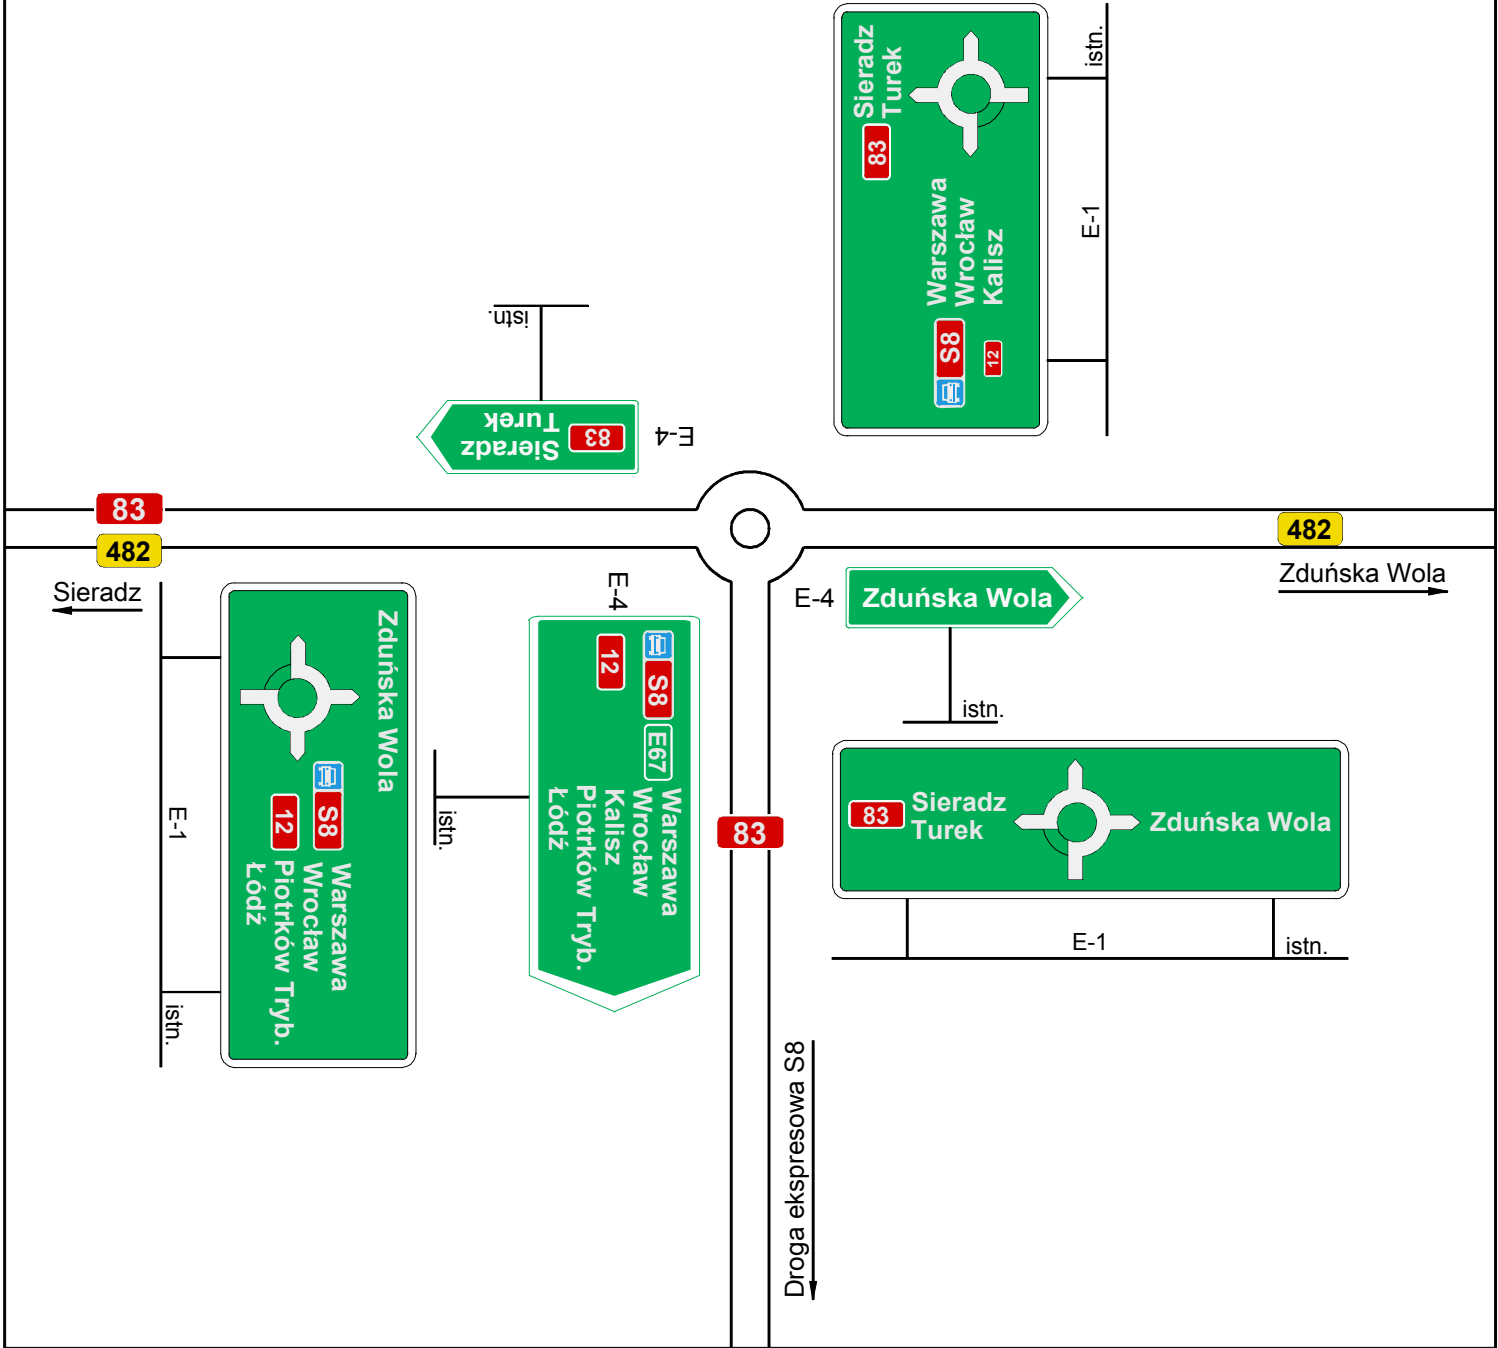 Sieradz
Turek
83
Warszawa
Wrocław
Kalisz
S8
12
istn.
E-1
istn.
Sieradz
Turek
83
E-4
83
482
482
Sieradz
Zduńska Wola
E-4
Zduńska Wola
istn.
Zduńska Wola
S8
12
Warszawa
Wrocław
Piotrków Tryb.
Łódź
E-1
istn.
E-4
12
S8
E67
Warszawa
Wrocław
Kalisz
Piotrków Tryb.
Łódź
istn.
83
83
Sieradz
Turek
Zduńska Wola
E-1
istn.
Droga ekspresowa S8